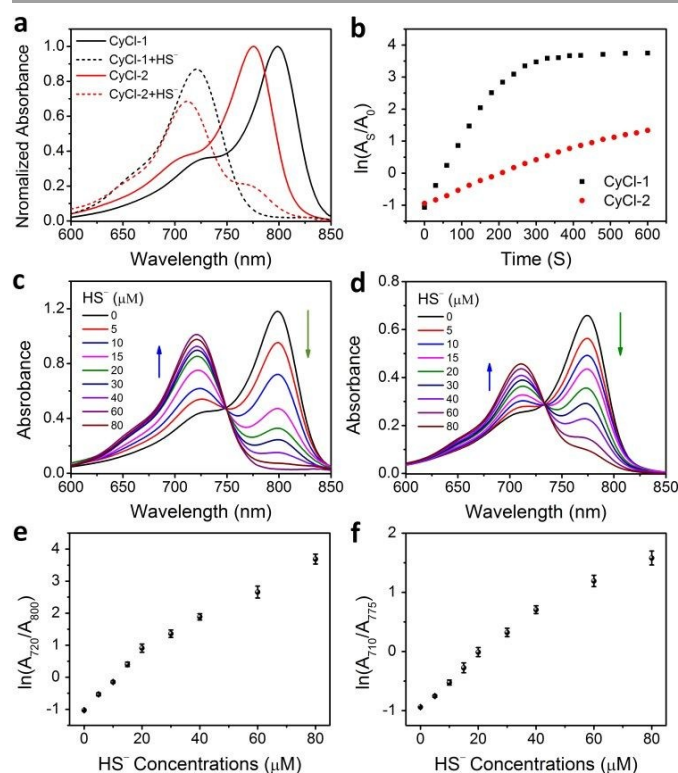 a
CyCl-1
CyCl-1+HS⁻
CyCl-2
CyCl-2+HS⁻
1.0
0.8
0.6
0.4
0.2
0.0
Nromalized Absorbance
600 650 700 750 800 850
Wavelength (nm)
b
4
3
2
1
0
-1
ln(A_S/A_0)
CyCl-1
CyCl-2
0 100 200 300 400 500 600
Time (S)
c
HS⁻ (μM)
0
5
10
15
20
30
40
60
80
1.2
0.8
0.4
0.0
Absrobance
600 650 700 750 800 850
Wavelength (nm)
d
HS⁻ (μM)
0
5
10
15
20
30
40
60
80
0.8
0.6
0.4
0.2
0.0
Absorbance
600 650 700 750 800 850
Wavelength (nm)
e
4
3
2
1
0
-1
ln(A_720/A_800)
0 20 40 60 80
HS⁻ Concentrations (μM)
f
2
1
0
-1
ln(A_710/A_775)
0 20 40 60 80
HS⁻ Concentrations (μM)